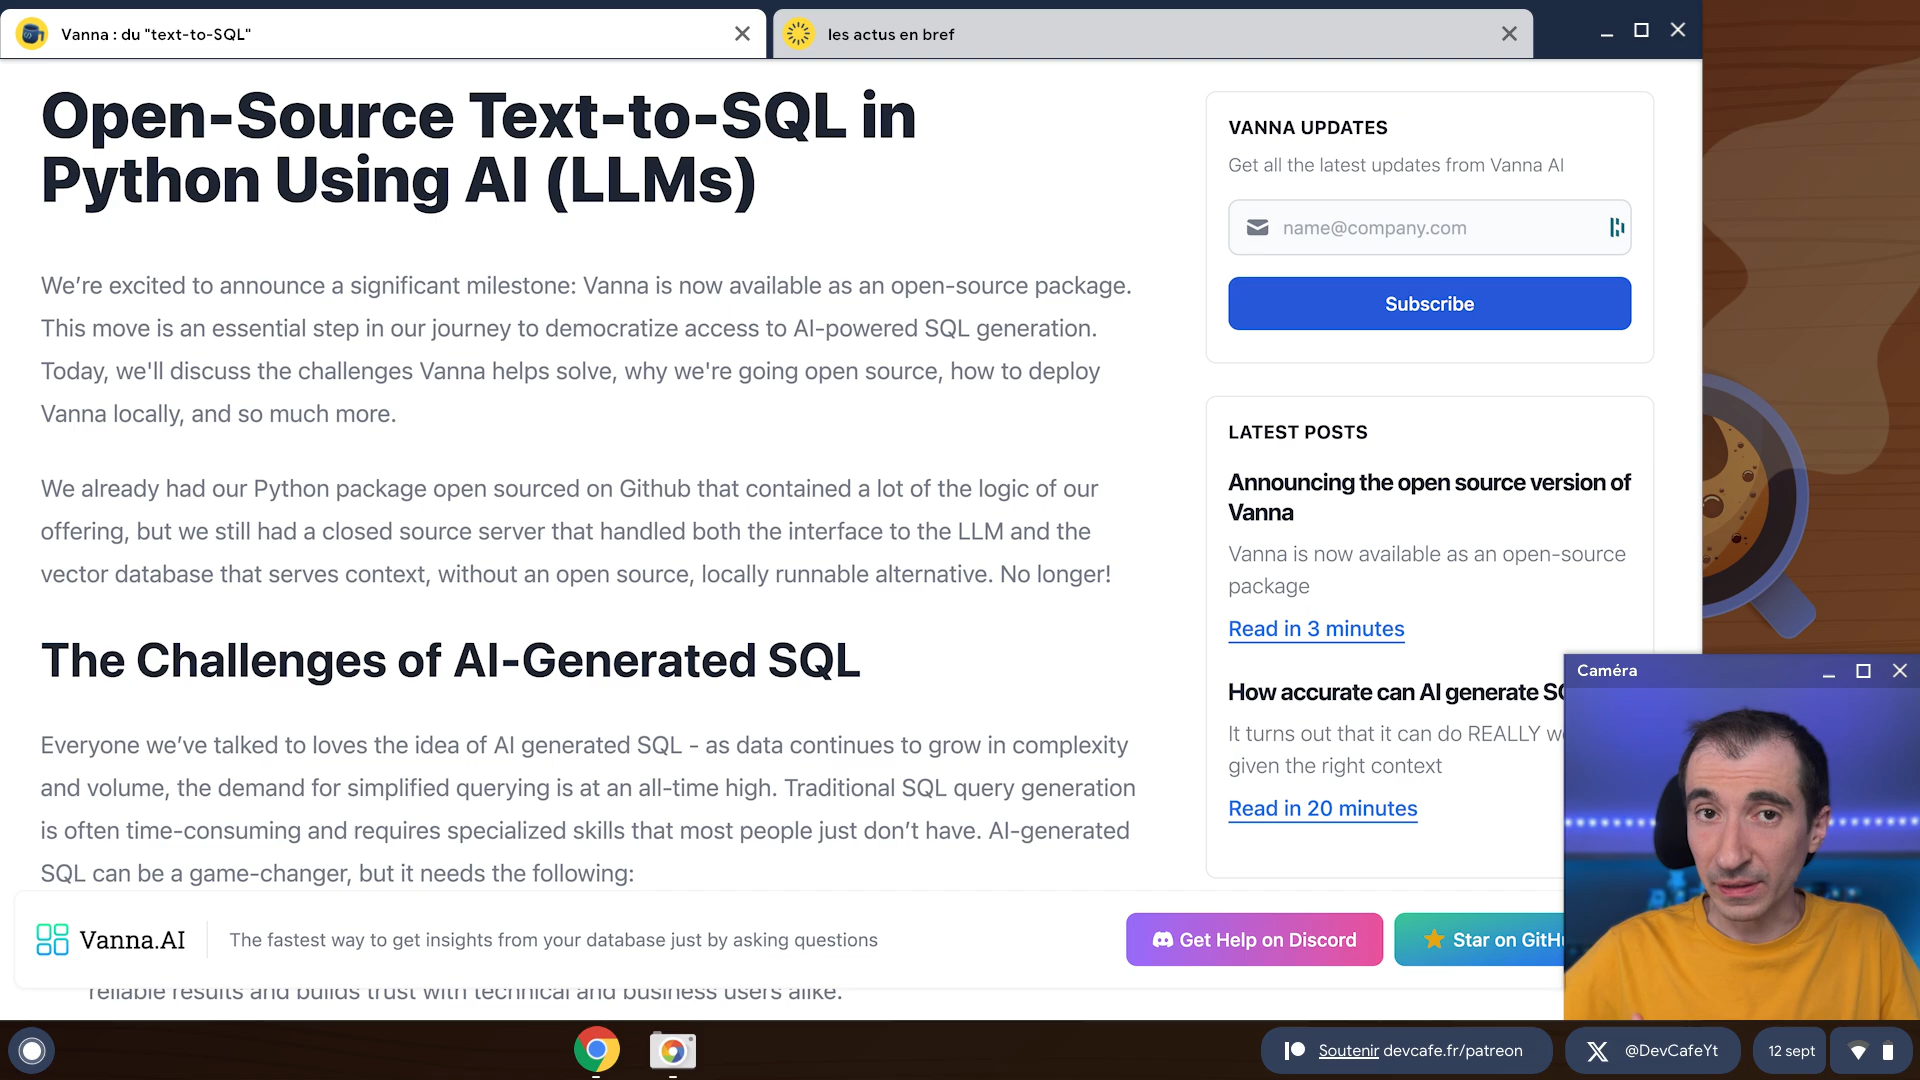 Vanna : du "text-to-SQL"
les actus en bref
Open-Source Text-to-SQL in
Python Using AI (LLMs)
We're excited to announce a significant milestone: Vanna is now available as an open-source package.
This move is an essential step in our journey to democratize access to AI-powered SQL generation.
Today, we'll discuss the challenges Vanna helps solve, why we're going open source, how to deploy
Vanna locally, and so much more.
We already had our Python package open sourced on Github that contained a lot of the logic of our
offering, but we still had a closed source server that handled both the interface to the LLM and the
vector database that serves context, without an open source, locally runnable alternative. No longer!
The Challenges of AI-Generated SQL
Everyone we've talked to loves the idea of AI generated SQL - as data continues to grow in complexity
and volume, the demand for simplified querying is at an all-time high. Traditional SQL query generation
is often time-consuming and requires specialized skills that most people just don't have. AI-generated
SQL can be a game-changer, but it needs the following:
reliable results and builds trust with technical and business users alike.
VANNA UPDATES
Get all the latest updates from Vanna AI
name@company.com
Subscribe
LATEST POSTS
Announcing the open source version of
Vanna
Vanna is now available as an open-source
package
Read in 3 minutes
How accurate can AI generate
It turns out that it can do REALLY
given the right context
Read in 20 minutes
Caméra
Vanna.AI
The fastest way to get insights from your database just by asking questions
Get Help on Discord
Star on
Soutenir devcafe.fr/patreon
@DevCafeYt
12 sept